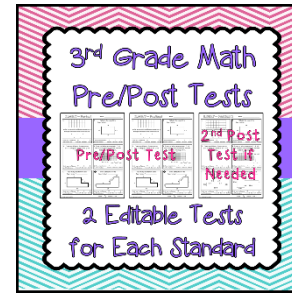 3rd Grade Math
Pre/Post Tests
Pre/Post Test
2nd Post
Test if
Needed
2 Editable Tests
for Each Standard